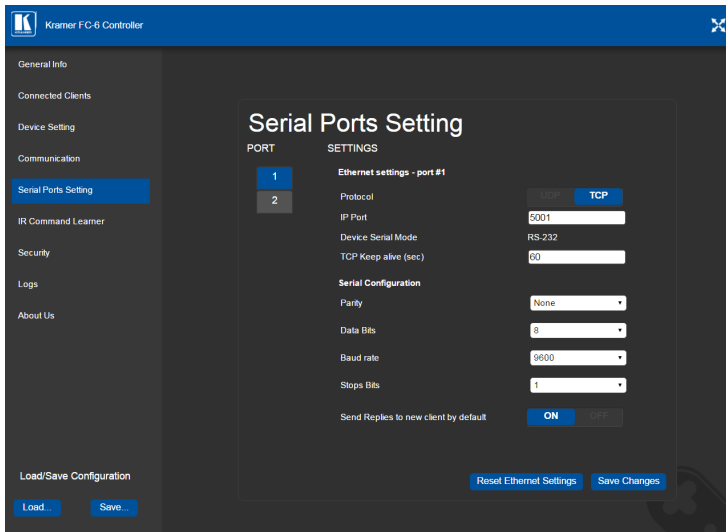 Kramer FC-6 Controller
General Info
Connected Clients
Device Setting
Communication
Serial Ports Setting
IR Command Learner
Security
Logs
About Us
Load/Save Configuration
Load... Save...
Serial Ports Setting
PORT SETTINGS
1
2
Ethernet settings - port #1
Protocol UDP TCP
IP Port 5001
Device Serial Mode RS-232
TCP Keep alive (sec) 60
Serial Configuration
Parity None
Data Bits 8
Baud rate 9600
Stops Bits 1
Send Replies to new client by default ON OFF
Reset Ethernet Settings Save Changes